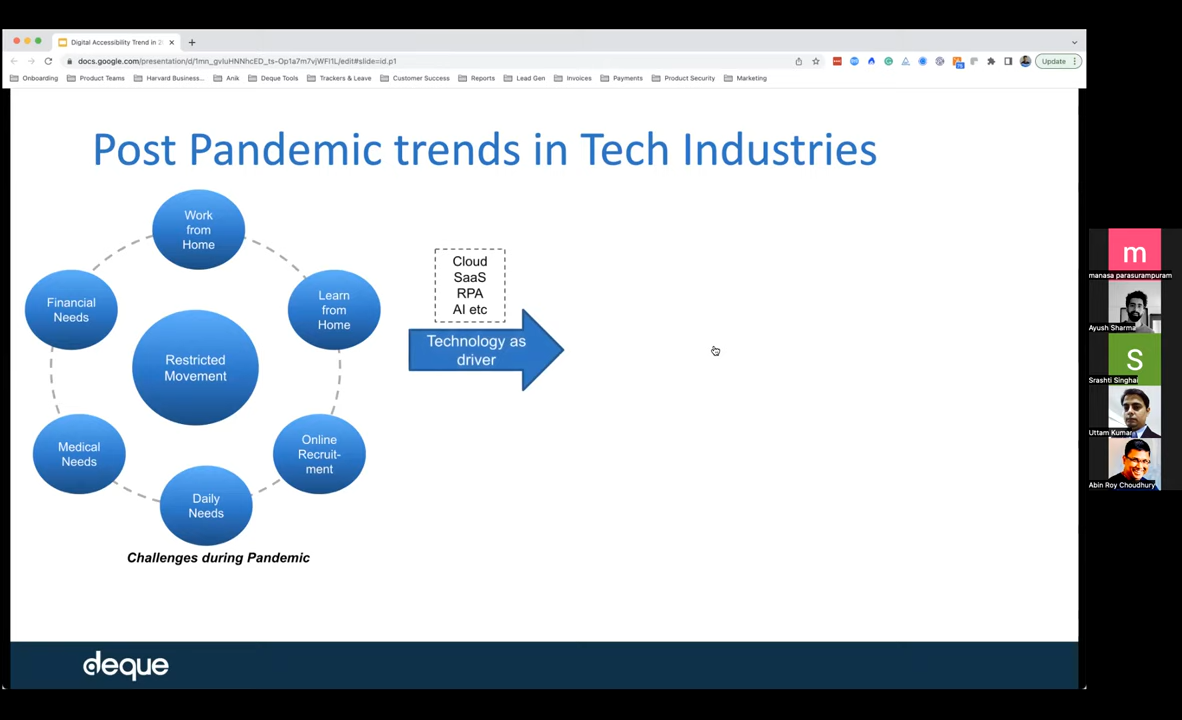 Digital Accessibility Trend in 2
docs.google.com/presentation/d/1mn_gvIuHNNhcED_ts-Op1a7m7vjWFI1L/edit#slide=id.p1
Update
Onboarding
Product Teams
Harvard Business...
Anik
Deque Tools
Trackers & Leave
Customer Success
Reports
Lead Gen
Invoices
Payments
Product Security
Marketing
Post Pandemic trends in Tech Industries
Work
from
Home
Financial
Needs
Learn
from
Home
Restricted
Movement
Medical
Needs
Online
Recruit-
ment
Daily
Needs
Challenges during Pandemic
Cloud
SaaS
RPA
AI etc
Technology as
driver
deque
m
manasa parasurampuram
Ayush Sharma
S
Srashti Singhai
Uttam Kumar
Abin Roy Choudhury